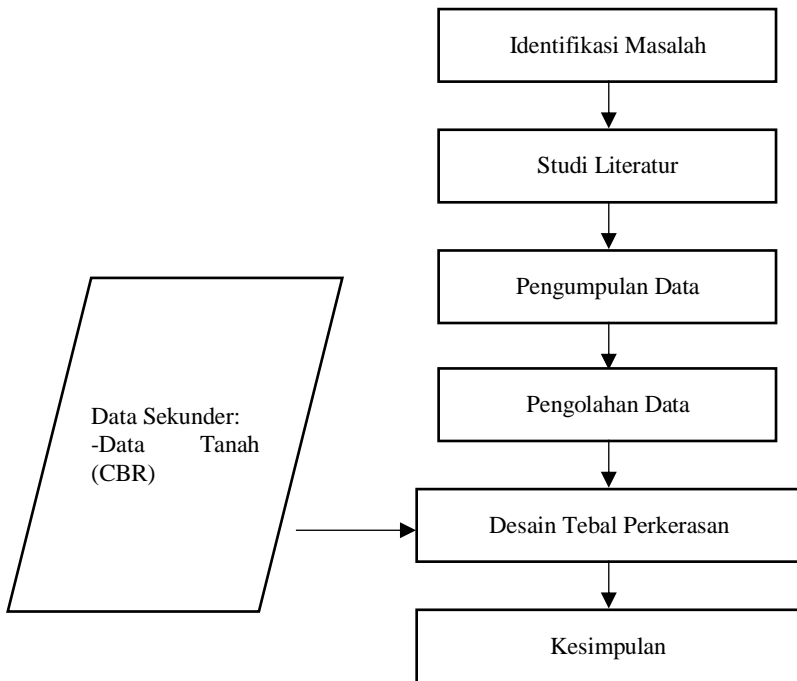 Identifikasi Masalah
Studi Literatur
Pengumpulan Data
Pengolahan Data
Data Sekunder:
-Data Tanah
(CBR)
Desain Tebal Perkerasan
Kesimpulan